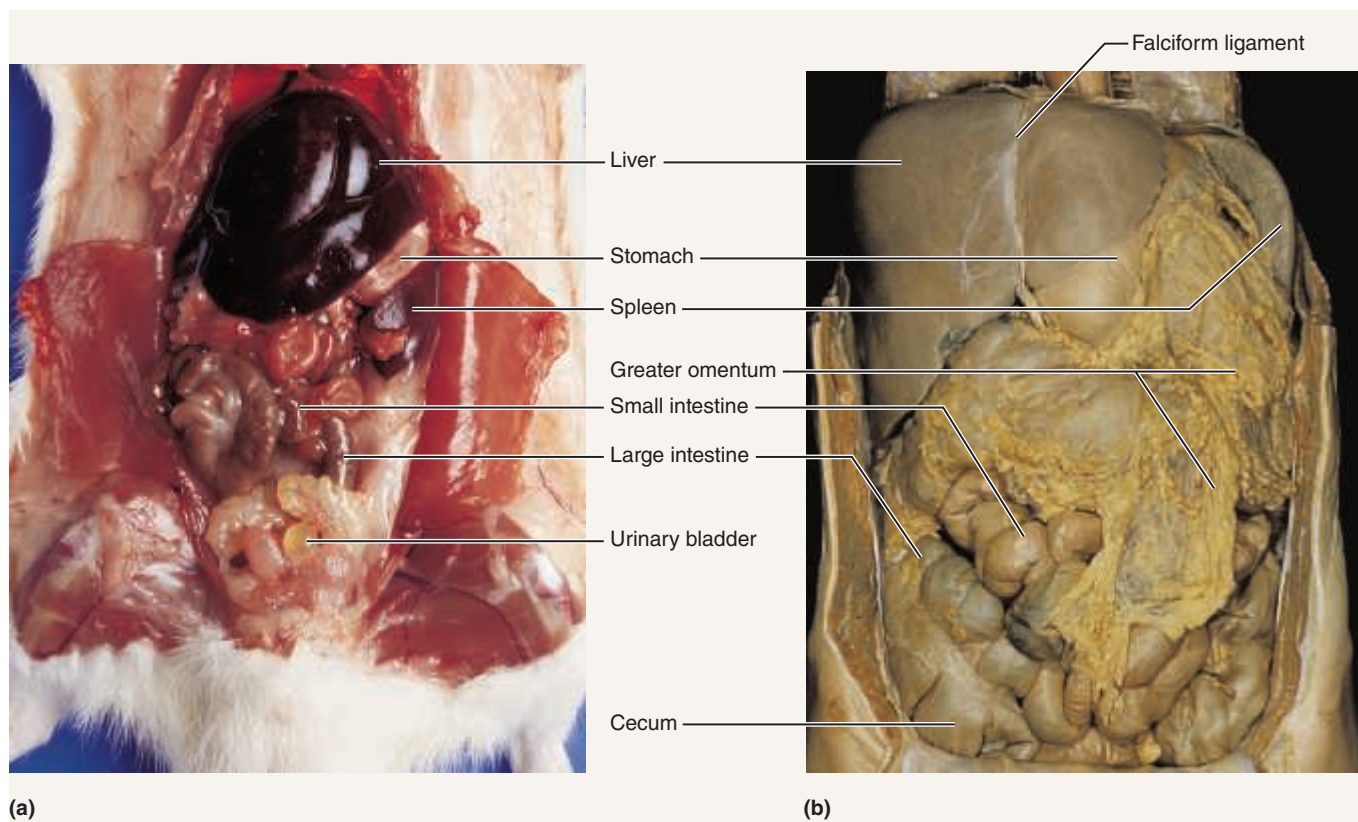 Falciform ligament
Liver
Stomach
Spleen
Greater omentum
Small intestine
Large intestine
Urinary bladder
Cecum
(a)
(b)